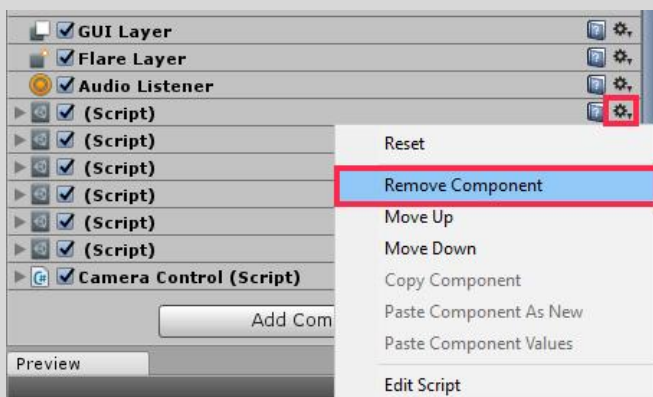 GUI Layer
Flare Layer
Audio Listener
(Script)
(Script)
(Script)
(Script)
(Script)
(Script)
Camera Control (Script)
Add Com
Preview
Reset
Remove Component
Move Up
Move Down
Copy Component
Paste Component As New
Paste Component Values
Edit Script